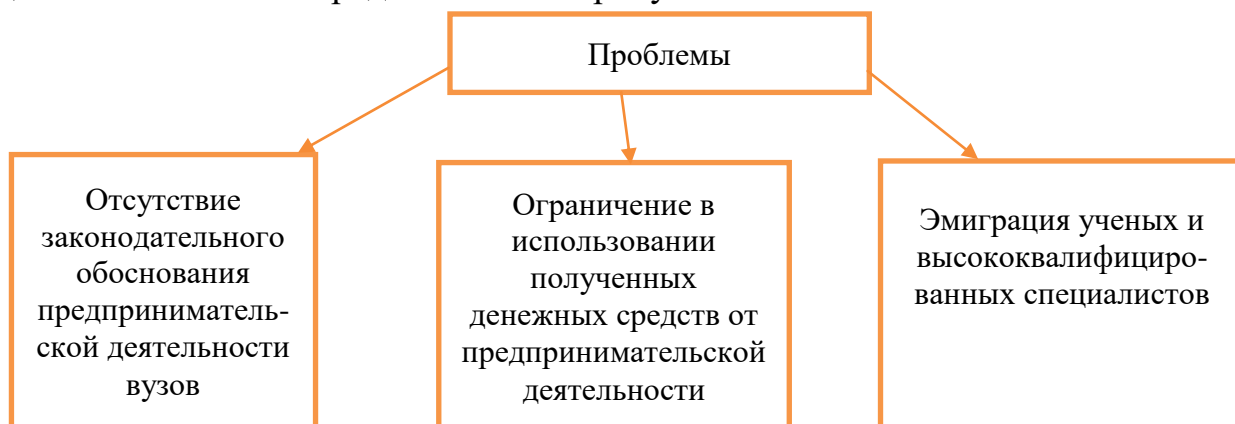 Проблемы
Отсутствие
законодательного
обоснования
предприниматель-
ской деятельности
вузов
Ограничение в
использовании
полученных
денежных средств от
предпринимательской
деятельности
Эмиграция ученых и
высококвалифициро-
ванных специалистов